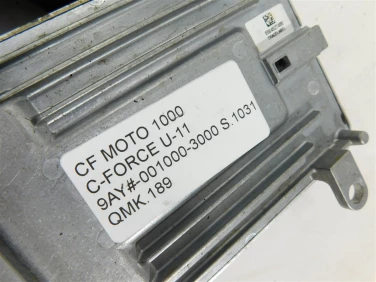 CF MOTO 1000
C-FORCE U-11
9AY#-001000-3000 S.1031
QMK.189